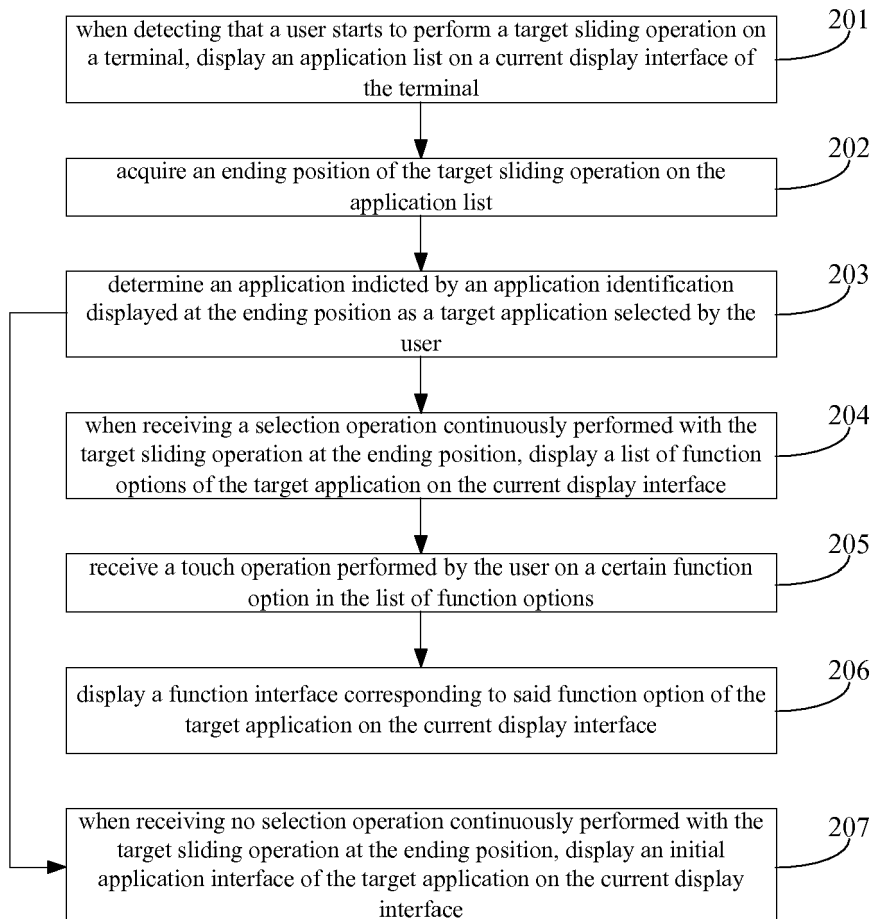 when detecting that a user starts to perform a target sliding operation on
a terminal, display an application list on a current display interface of
the terminal
201
acquire an ending position of the target sliding operation on the
application list
202
determine an application indicted by an application identification
displayed at the ending position as a target application selected by the
user
203
when receiving a selection operation continuously performed with the
target sliding operation at the ending position, display a list of function
options of the target application on the current display interface
204
receive a touch operation performed by the user on a certain function
option in the list of function options
205
display a function interface corresponding to said function option of the
target application on the current display interface
206
when receiving no selection operation continuously performed with the
target sliding operation at the ending position, display an initial
application interface of the target application on the current display
interface
207